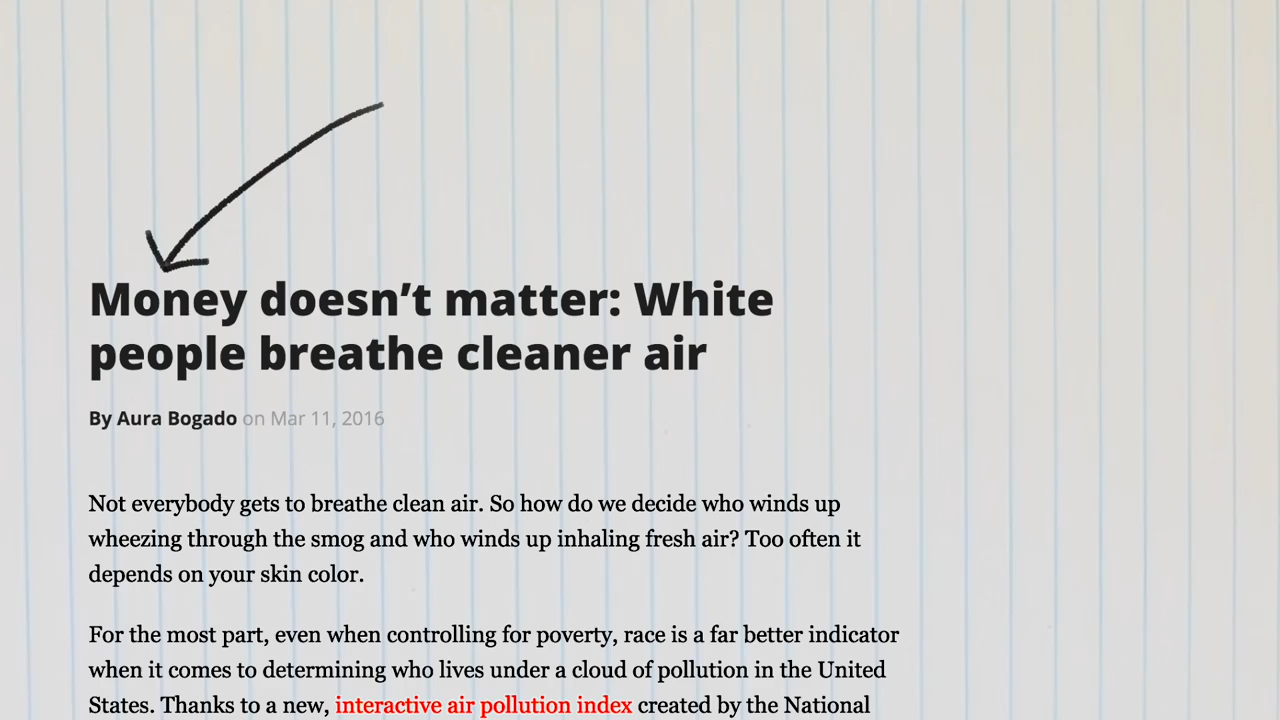 Money doesn’t matter: White
people breathe cleaner air
By Aura Bogado on Mar 11, 2016
Not everybody gets to breathe clean air. So how do we decide who winds up
wheezing through the smog and who winds up inhaling fresh air? Too often it
depends on your skin color.
For the most part, even when controlling for poverty, race is a far better indicator
when it comes to determining who lives under a cloud of pollution in the United
States. Thanks to a new, interactive air pollution index created by the National